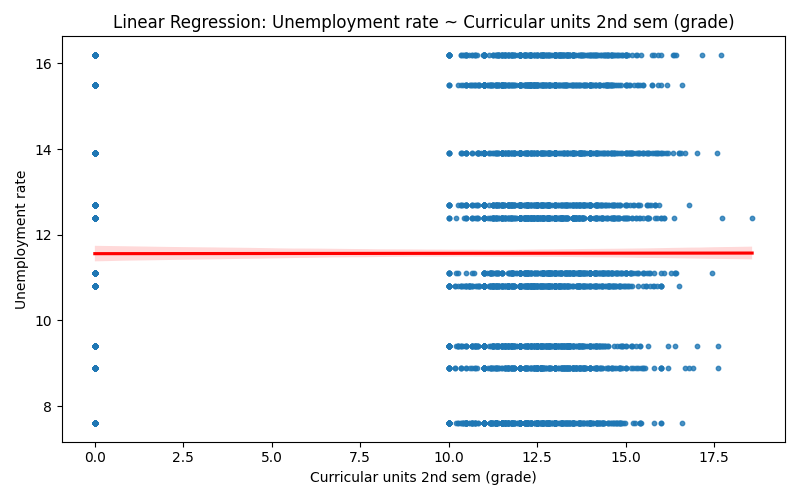 Linear Regression: Unemployment rate ~ Curricular units 2nd sem (grade)
16
14
12
10
8
Unemployment rate
0.0 2.5 5.0 7.5 10.0 12.5 15.0 17.5
Curricular units 2nd sem (grade)